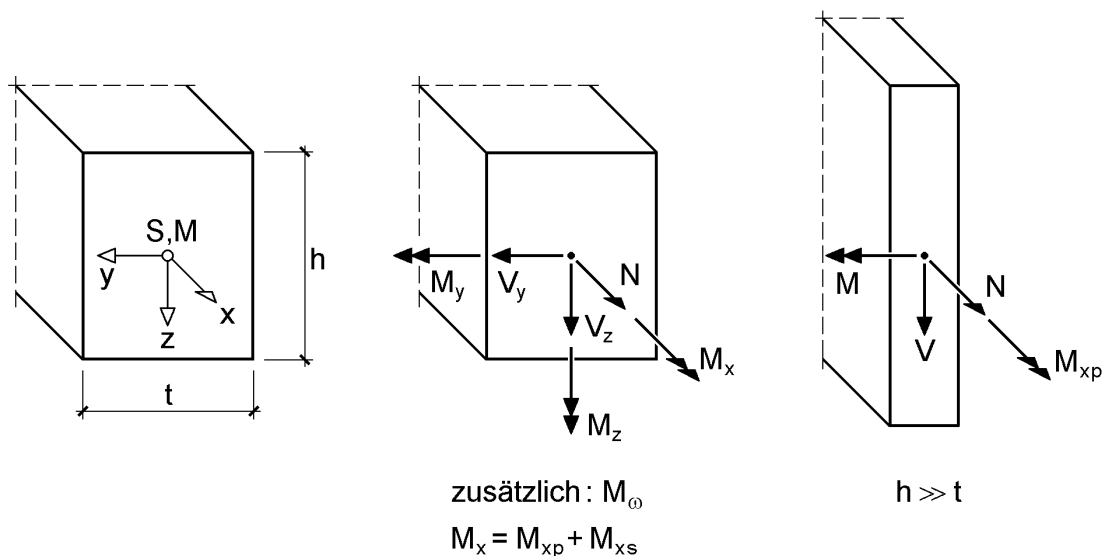 S,M
y
z
x
h
t
M_y
V_y
N
V_z
M_x
M_z
zusätzlich: M_ω
M_x = M_xp + M_xs
M
N
V
M_xp
h ≫ t